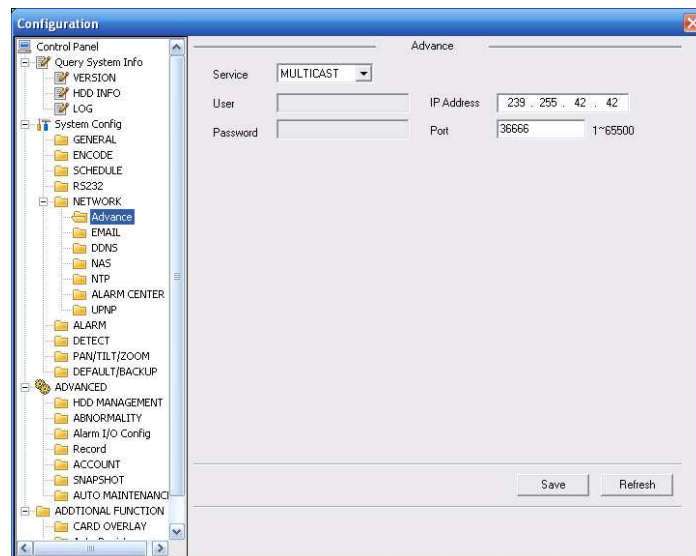 Configuration
Control Panel
Query System Info
VERSION
HDD INFO
LOG
System Config
GENERAL
ENCODE
SCHEDULE
RS232
NETWORK
Advance
EMAIL
DDNS
NAS
NTP
ALARM CENTER
UPNP
ALARM
DETECT
PAN/TILT/ZOOM
DEFAULT/BACKUP
ADVANCED
HDD MANAGEMENT
ABNORMALITY
Alarm I/O Config
Record
ACCOUNT
SNAPSHOT
AUTO MAINTENANC
ADDTIONAL FUNCTION
CARD OVERLAY
Advance
Service MULTICAST
User IP Address 239 . 255 . 42 . 42
Password Port 36666 1~65500
Save Refresh